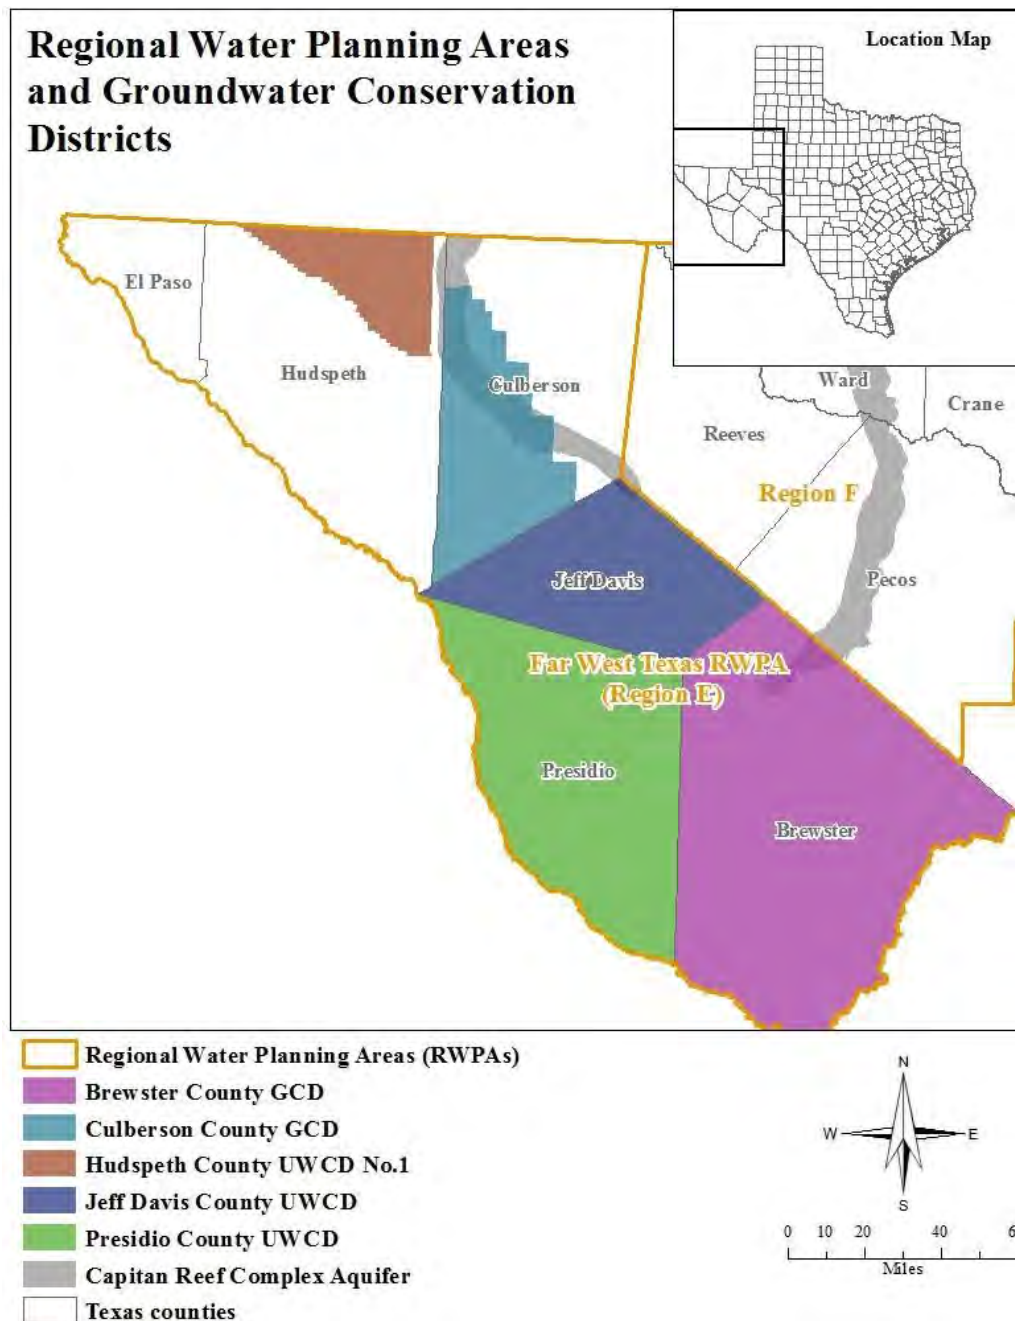 Regional Water Planning Areas
and Groundwater Conservation
Districts
Location Map
El Paso
Hudspeth
Culberson
Ward
Crane
Reeves
Region F
Jeff Davis
Pecos
Far West Texas RWPA
(Region E)
Presidio
Brewster
Regional Water Planning Areas (RWPAs)
Brewster County GCD
Culberson County GCD
Hudspeth County UWCD No.1
Jeff Davis County UWCD
Presidio County UWCD
Capitan Reef Complex Aquifer
Texas counties
N
W E
S
0 10 20 40
Miles